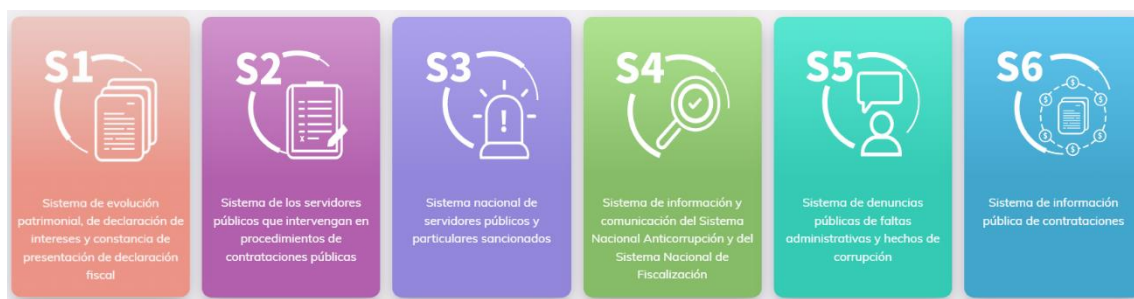 S1
Sistema de evolución
patrimonial, de declaración de
intereses y constancia de
presentación de declaración
fiscal
S2
Sistema de los servidores
públicos que intervengan en
procedimientos de
contrataciones públicas
S3
Sistema nacional de
servidores públicos y
particulares sancionados
S4
Sistema de información y
comunicación del Sistema
Nacional Anticorrupción y del
Sistema Nacional de
Fiscalización
S5
Sistema de denuncias
públicas de faltas
administrativas y hechos de
corrupción
S6
Sistema de información
pública de contrataciones